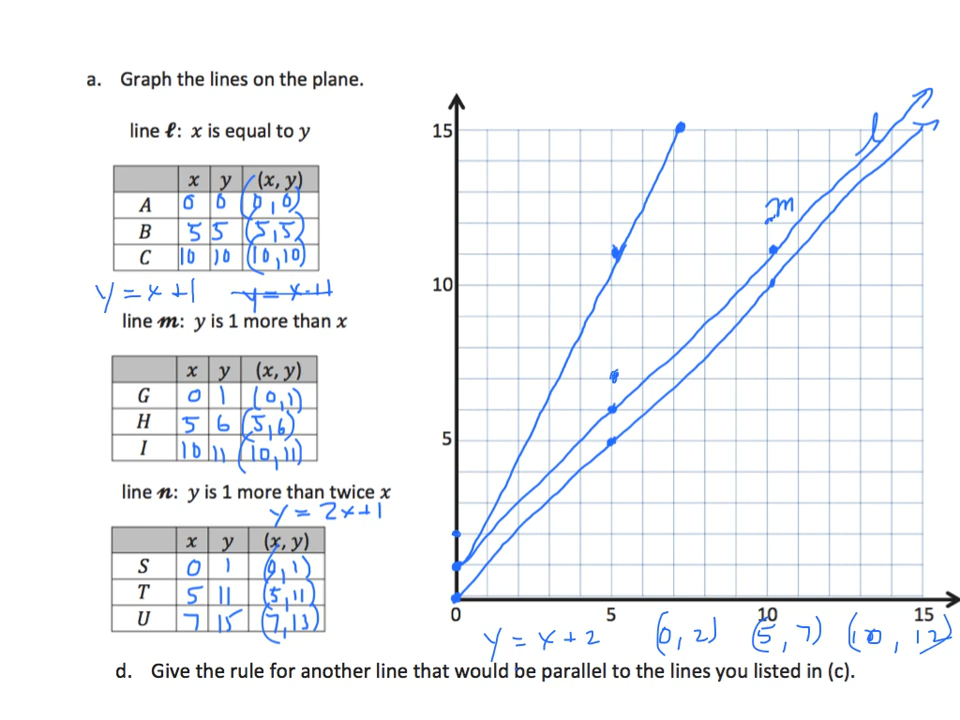 a. Graph the lines on the plane.
line ℓ: x is equal to y
x y (x, y)
A 0 0 (0,0)
B 5 5 (5,5)
C 10 10 (10,10)
y = x +1 y = x+1
line m: y is 1 more than x
x y (x, y)
G 0 1 (0,1)
H 5 6 (5,6)
I 10 11 (10,11)
line n: y is 1 more than twice x
y = 2x+1
x y (x, y)
S 0 1 (0,1)
T 5 11 (5,11)
U 7 15 (7,15)
15
10
5
0 5 10 15
l
m
y = x + 2 (0, 2) (5, 7) (10, 12)
d. Give the rule for another line that would be parallel to the lines you listed in (c).